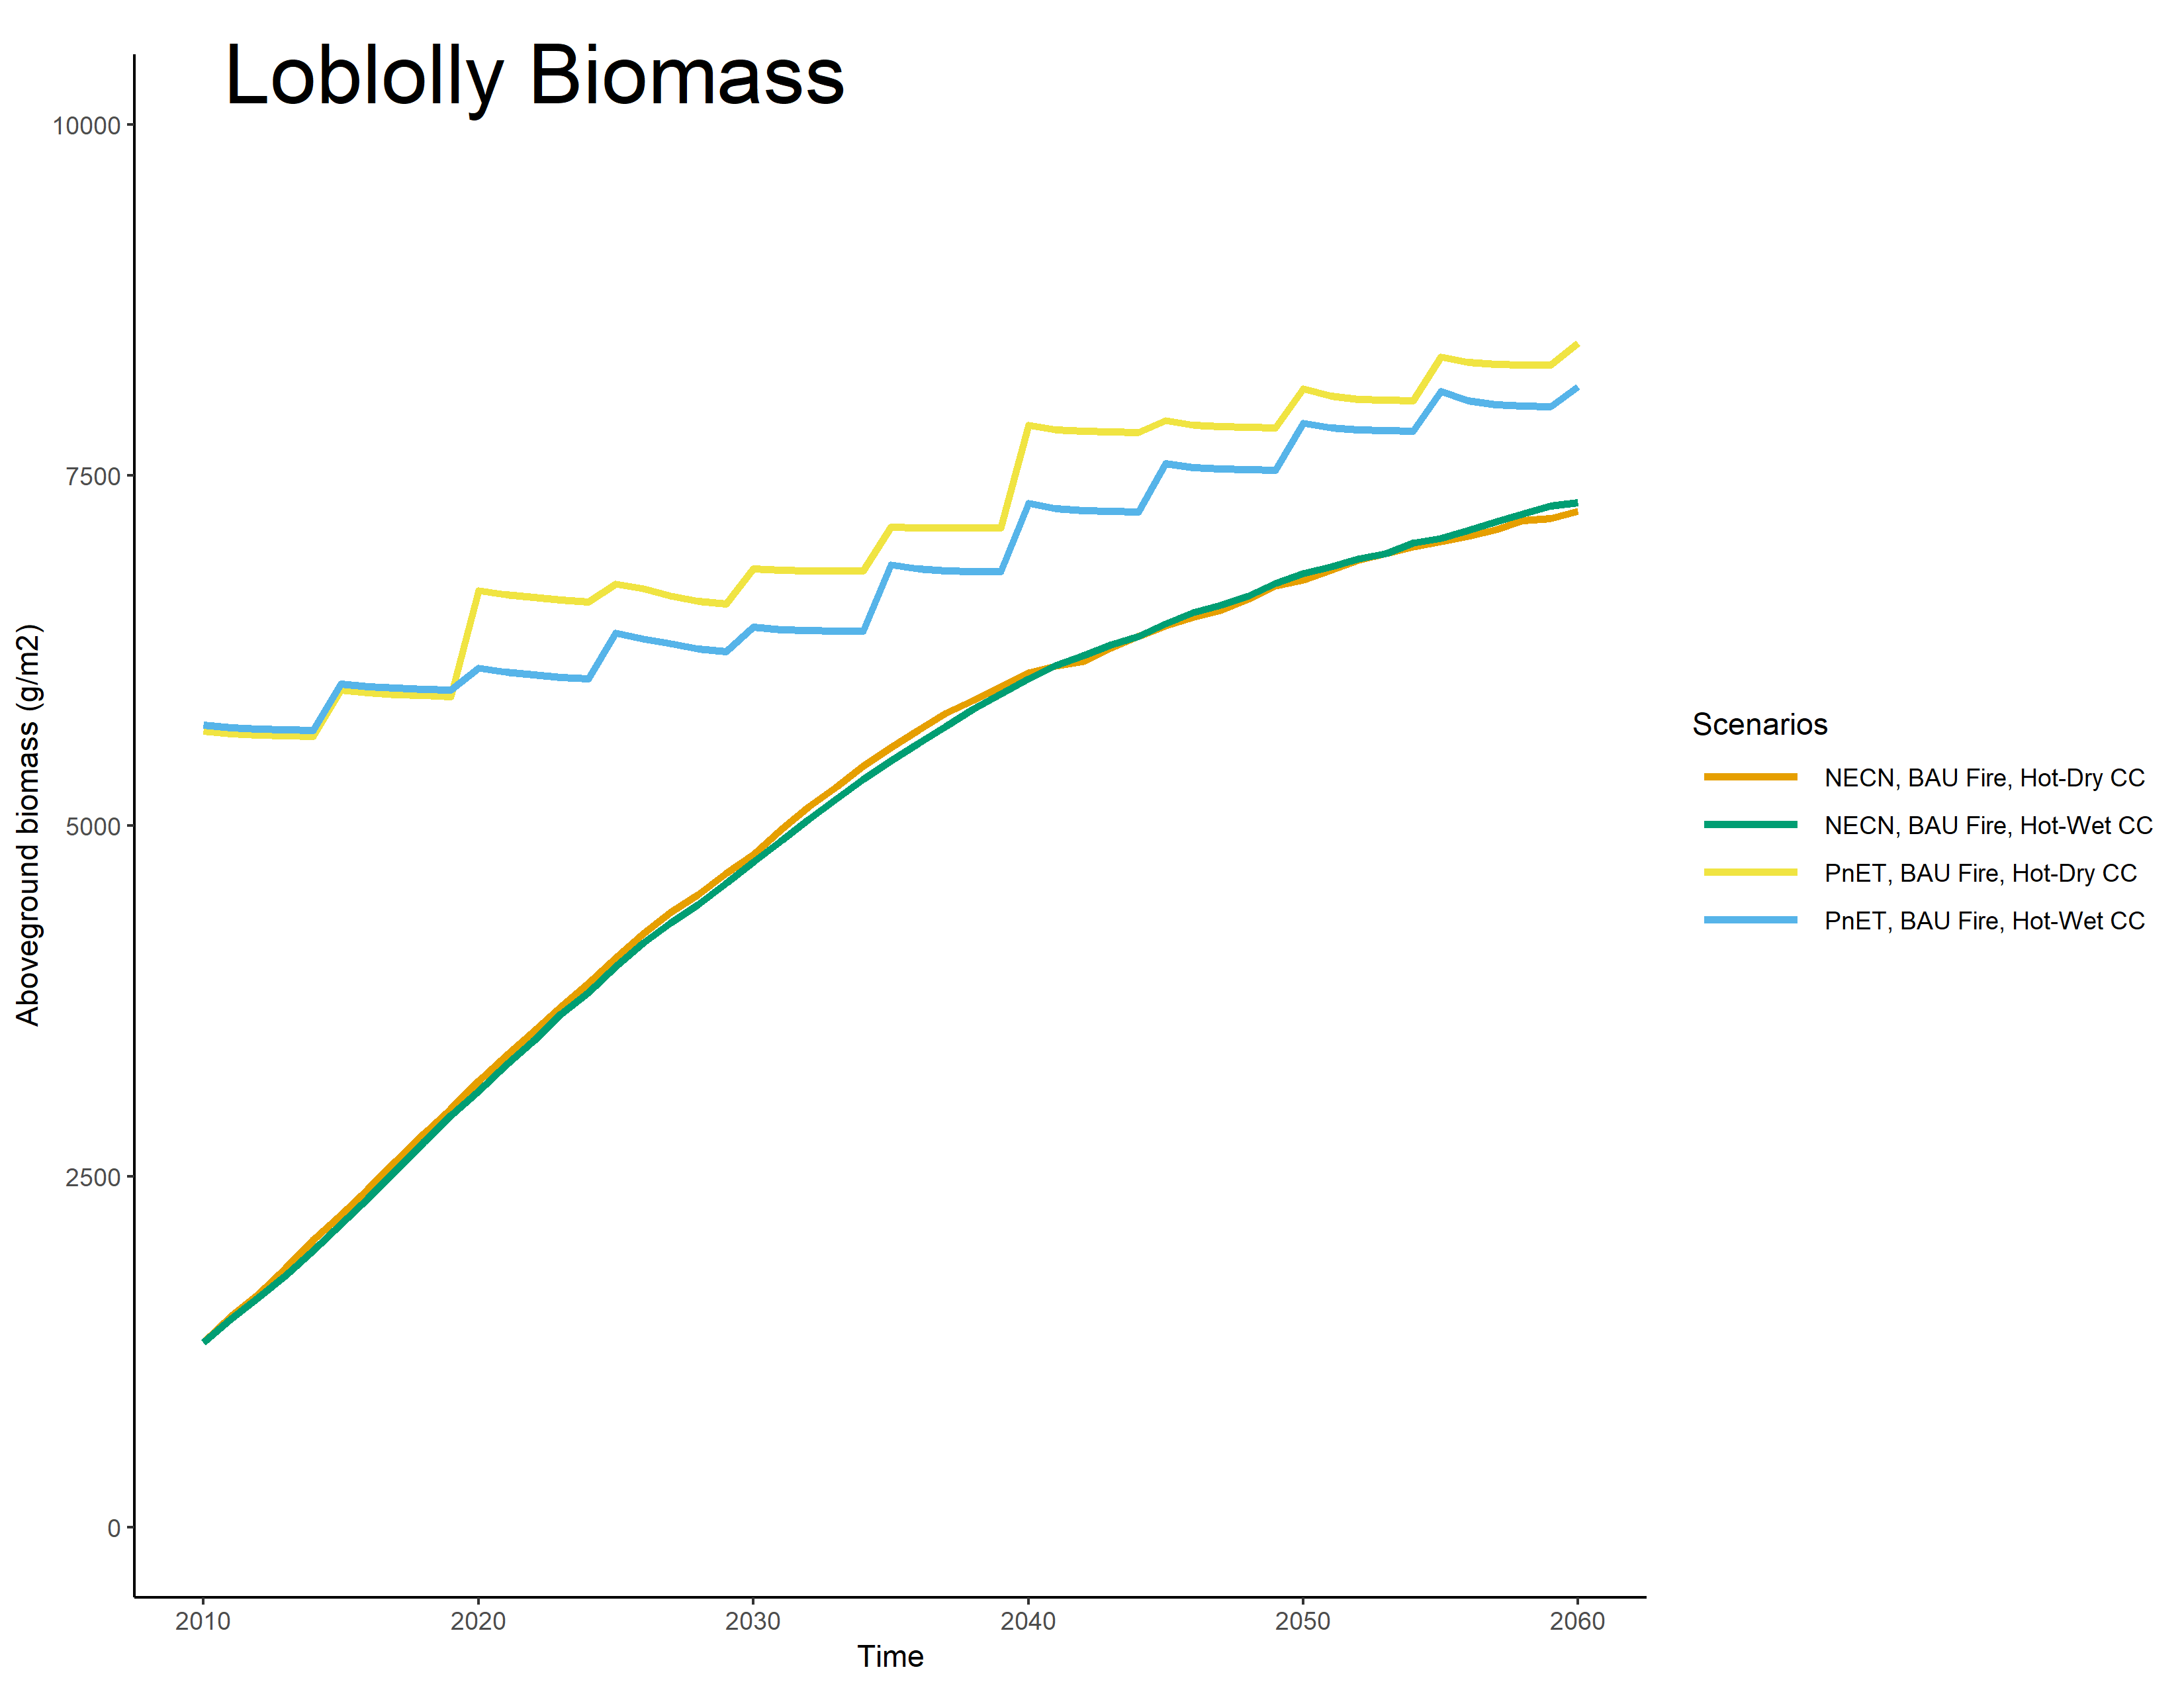 Loblolly Biomass
10000
7500
5000
2500
0
Aboveground biomass (g/m2)
2010 2020 2030 2040 2050 2060
Time
Scenarios
NECN, BAU Fire, Hot-Dry CC
NECN, BAU Fire, Hot-Wet CC
PnET, BAU Fire, Hot-Dry CC
PnET, BAU Fire, Hot-Wet CC